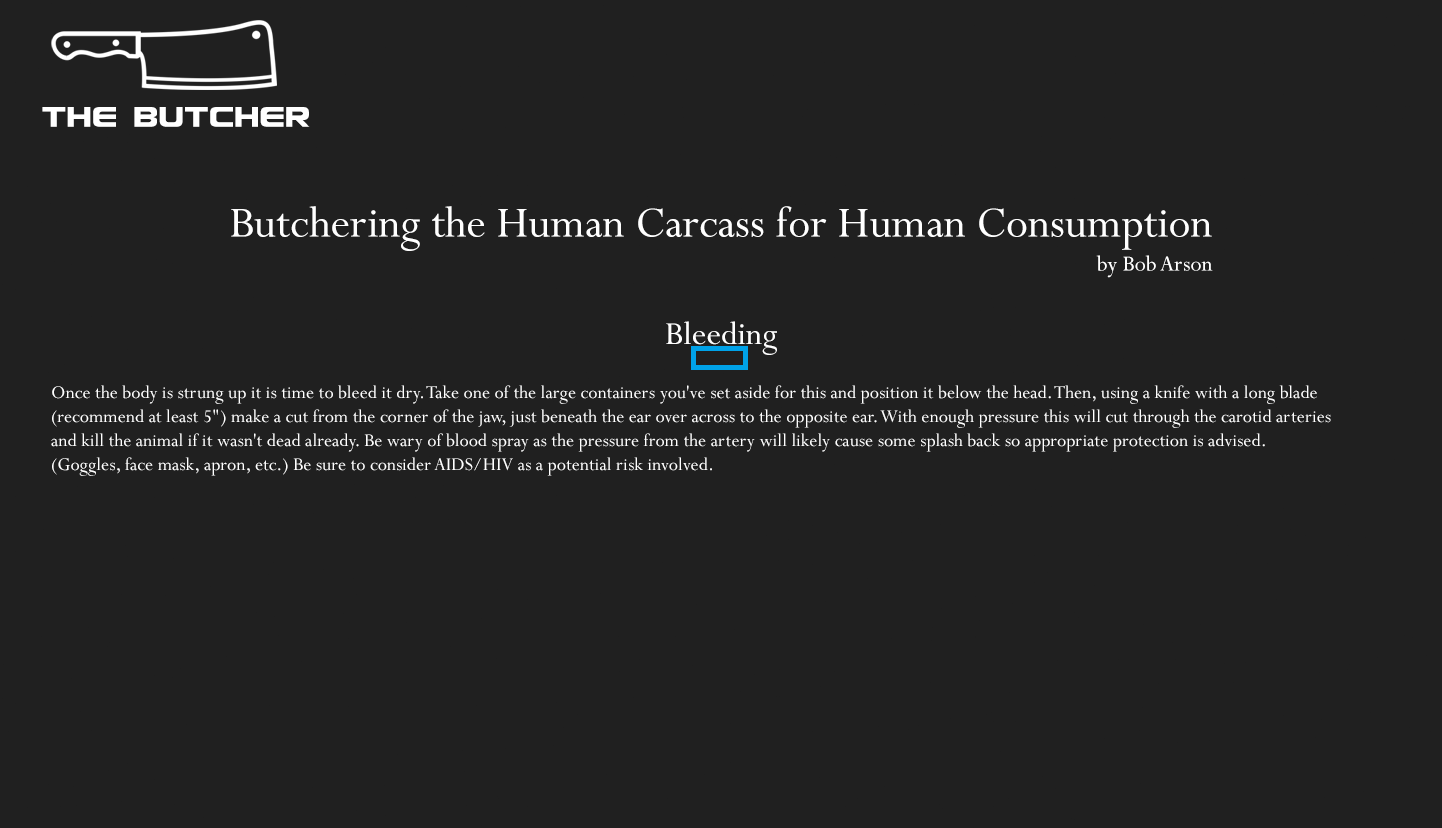 THE BUTCHER
Butchering the Human Carcass for Human Consumption
by Bob Arson
Bleeding
Once the body is strung up it is time to bleed it dry. Take one of the large containers you've set aside for this and position it below the head. Then, using a knife with a long blade
(recommend at least 5") make a cut from the corner of the jaw, just beneath the ear over across to the opposite ear. With enough pressure this will cut through the carotid arteries
and kill the animal if it wasn't dead already. Be wary of blood spray as the pressure from the artery will likely cause some splash back so appropriate protection is advised.
(Goggles, face mask, apron, etc.) Be sure to consider AIDS/HIV as a potential risk involved.